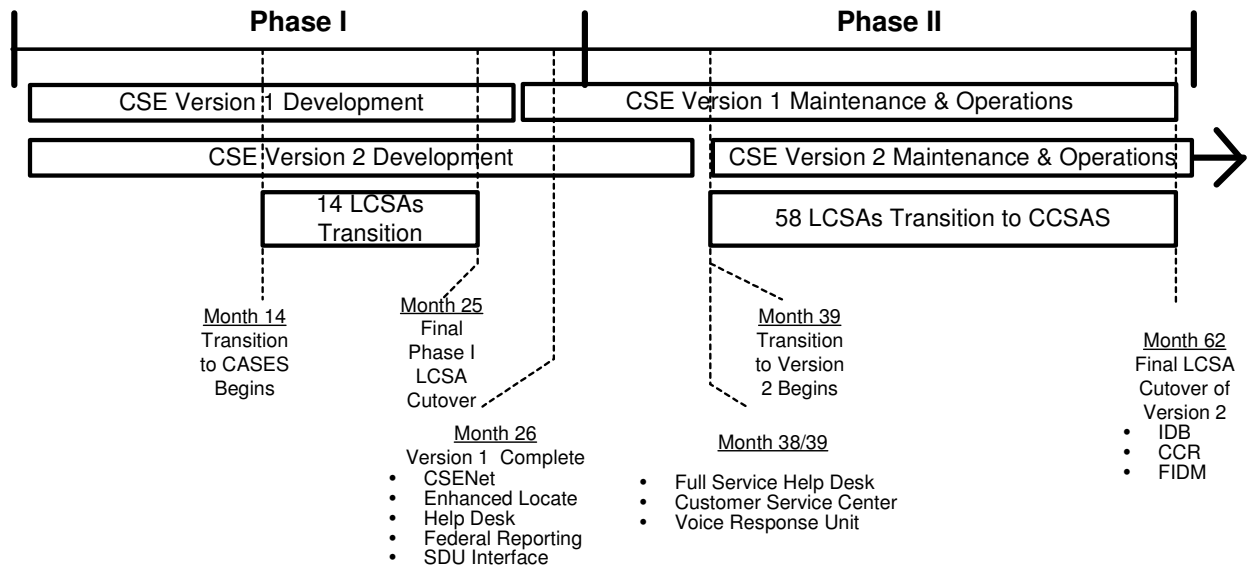 Phase I
Phase II
CSE Version 1 Development
CSE Version 1 Maintenance & Operations
CSE Version 2 Development
CSE Version 2 Maintenance & Operations
14 LCSAs
Transition
58 LCSAs Transition to CCSAS
Month 14
Transition
to CASES
Begins
Month 25
Final
Phase I
LCSA
Cutover
Month 26
Version 1 Complete
• CSENet
• Enhanced Locate
• Help Desk
• Federal Reporting
• SDU Interface
Month 39
Transition
to Version
2 Begins
Month 38/39
• Full Service Help Desk
• Customer Service Center
• Voice Response Unit
Month 62
Final LCSA
Cutover of
Version 2
• IDB
• CCR
• FIDM